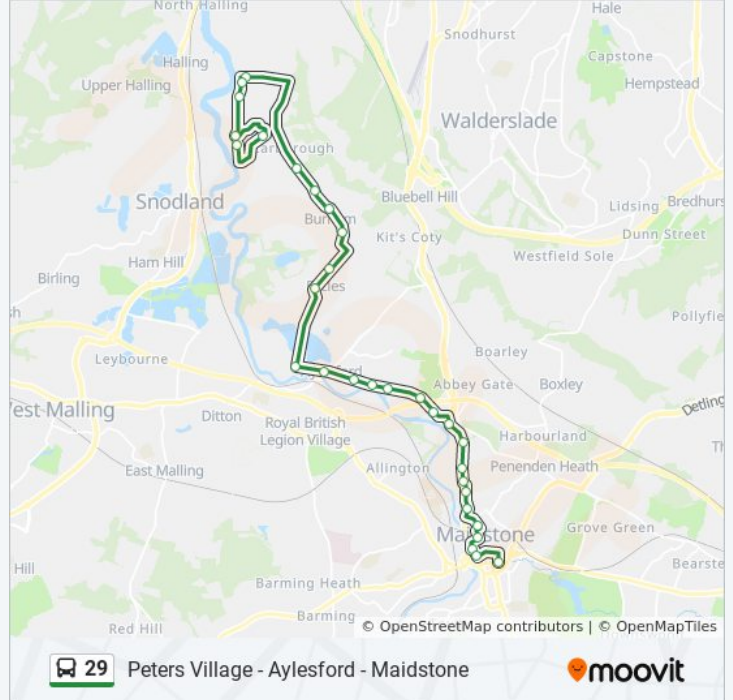 North Halling
Hale
Snodhurst
Halling
Capstone
Upper Halling
Hempstead
Walderslade
Snodland
Bluebell Hill
Lidsing
Bredhurs
Kit's Coty
Dunn Street
Westfield Sole
Ham Hill
Birling
Pollyfie
Boarley
Leybourne
Abbey Gate
Boxley
Detling
est Malling
Ditton
Royal British
Legion Village
Harbourland
East Malling
Allington
Penenden Heath
Grove Green
Bearste
Hill
Barming Heath
Barming
Red Hill
© OpenStreetMap contributors | © OpenMapTiles
29 Peters Village - Aylesford - Maidstone
moovit